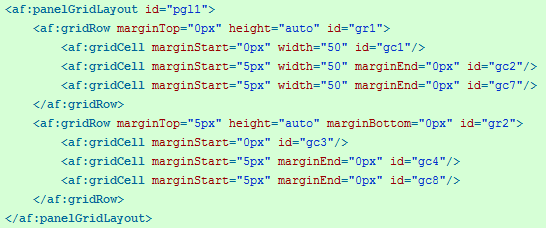 <af:panelGridLayout id="pgl1">
<af:gridRow marginTop="0px" height="auto" id="gr1">
<af:gridCell marginStart="0px" width="50" id="gc1"/>
<af:gridCell marginStart="5px" width="50" marginEnd="0px" id="gc2"/>
<af:gridCell marginStart="5px" width="50" marginEnd="0px" id="gc7"/>
</af:gridRow>
<af:gridRow marginTop="5px" height="auto" marginBottom="0px" id="gr2">
<af:gridCell marginStart="0px" id="gc3"/>
<af:gridCell marginStart="5px" marginEnd="0px" id="gc4"/>
<af:gridCell marginStart="5px" marginEnd="0px" id="gc8"/>
</af:gridRow>
</af:panelGridLayout>